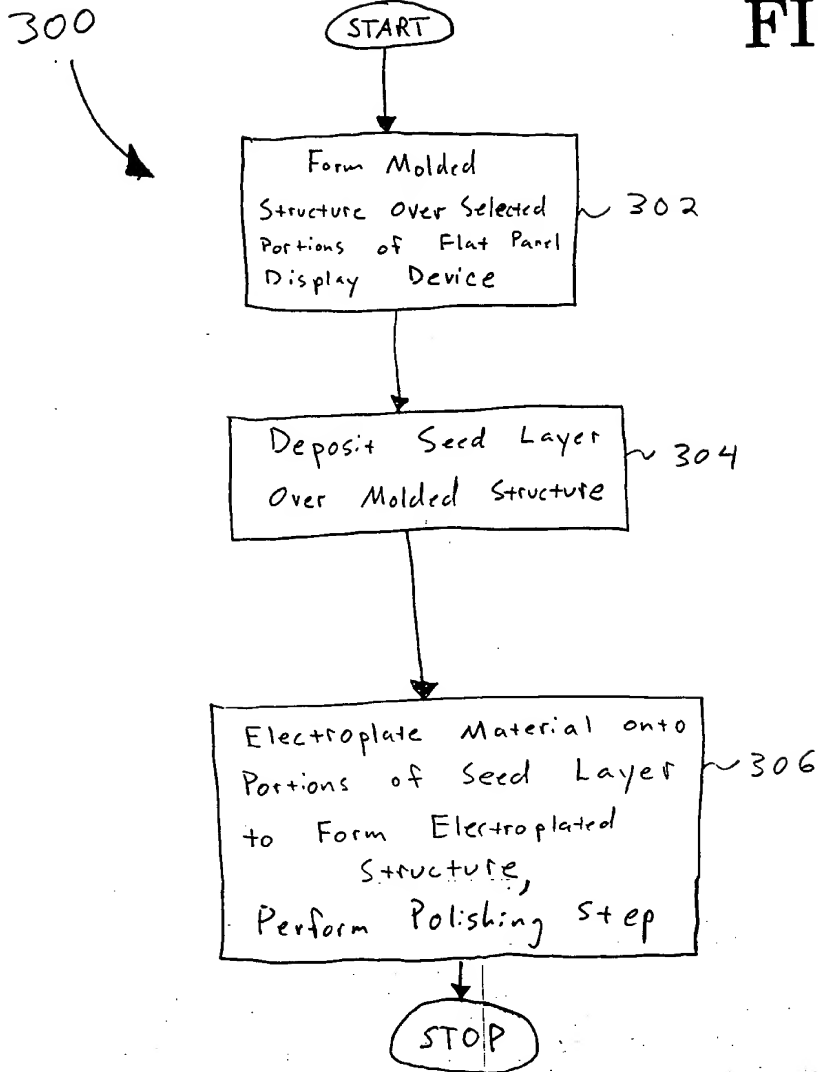 300
START
FI
Form Molded
Structure Over Selected
Portions of Flat Panel
Display Device
302
Deposit Seed Layer
Over Molded Structure
304
Electroplate Material onto
Portions of Seed Layer
to Form Electroplated
Structure,
Perform Polishing Step
306
STOP